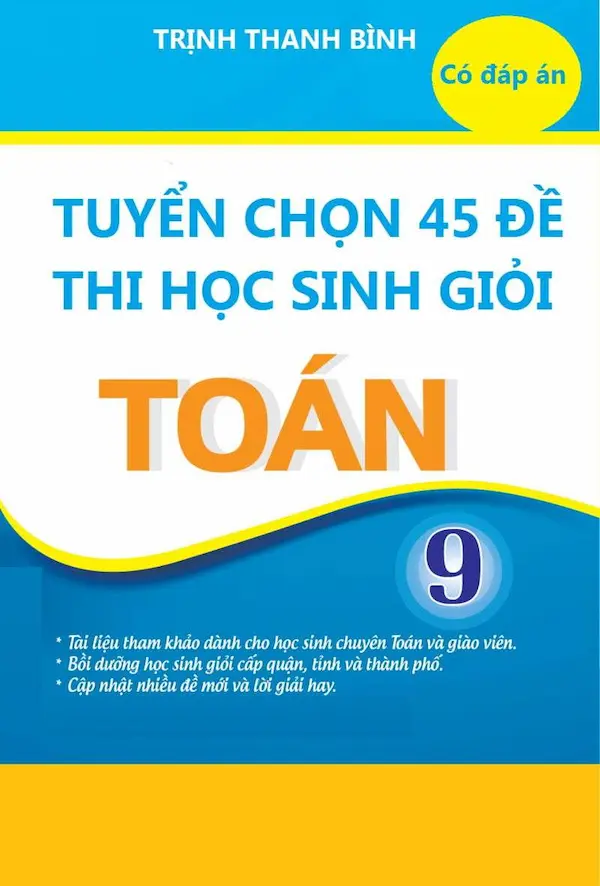 TRỊNH THANH BÌNH
Có đáp án
TUYỂN CHỌN 45 ĐỀ
THI HỌC SINH GIỎI
TOÁN
9
* Tài liệu tham khảo dành cho học sinh chuyên Toán và giào viên.
* Bồi dưỡng học sinh giỏi cấp quận, tỉnh và thành phố.
* Cập nhật nhiều đề mới và lời giải hay.